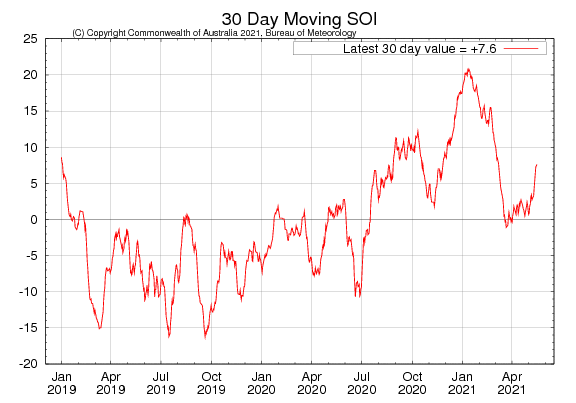 30 Day Moving SOI
(C) Copyright Commonwealth of Australia 2021, Bureau of Meteorology
Latest 30 day value = +7.6
25
20
15
10
5
0
-5
-10
-15
-20
Jan Apr Jul Oct Jan Apr Jul Oct Jan Apr
2019 2019 2019 2019 2020 2020 2020 2020 2021 2021